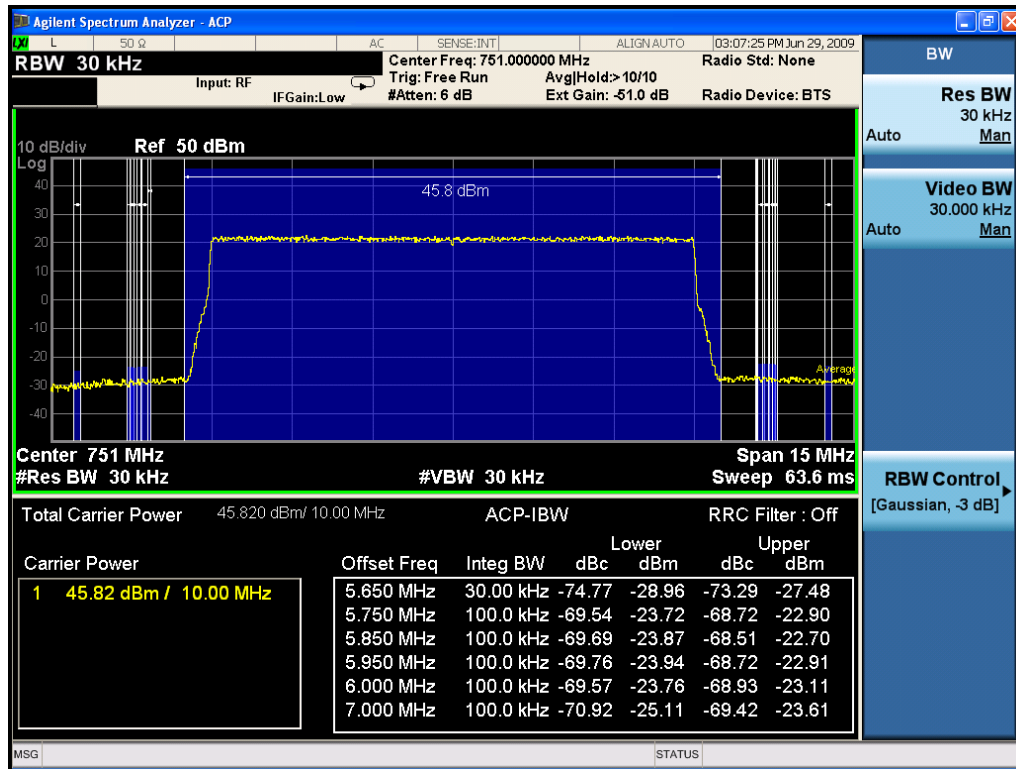 Agilent Spectrum Analyzer - ACP
LXI L 50 Ω AC SENSE:INT ALIGN AUTO 03:07:25 PM Jun 29, 2009
RBW 30 kHz
Input: RF
IFGain:Low
Center Freq: 751.000000 MHz
Trig: Free Run Avg|Hold:>10/10
#Atten: 6 dB Ext Gain: -51.0 dB
Radio Std: None
Radio Device: BTS
10 dB/div Ref 50 dBm
Log
40
30
20
10
0
-10
-20
-30
-40
45.8 dBm
Average
Center 751 MHz Span 15 MHz
#Res BW 30 kHz #VBW 30 kHz Sweep 63.6 ms
Total Carrier Power 45.820 dBm/ 10.00 MHz ACP-IBW RRC Filter : Off
Lower Upper
Carrier Power Offset Freq Integ BW dBc dBm dBc dBm
1 45.82 dBm / 10.00 MHz
5.650 MHz 30.00 kHz -74.77 -28.96 -73.29 -27.48
5.750 MHz 100.0 kHz -69.54 -23.72 -68.72 -22.90
5.850 MHz 100.0 kHz -69.69 -23.87 -68.51 -22.70
5.950 MHz 100.0 kHz -69.76 -23.94 -68.72 -22.91
6.000 MHz 100.0 kHz -69.57 -23.76 -68.93 -23.11
7.000 MHz 100.0 kHz -70.92 -25.11 -69.42 -23.61
MSG STATUS
BW
Res BW
30 kHz
Auto Man
Video BW
30.000 kHz
Auto Man
RBW Control
[Gaussian, -3 dB]